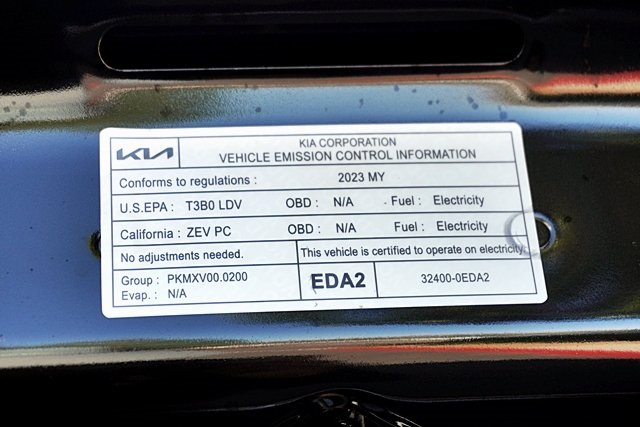 KIA
KIA CORPORATION
VEHICLE EMISSION CONTROL INFORMATION
Conforms to regulations : 2023 MY
U.S.EPA : T3B0 LDV OBD : N/A Fuel : Electricity
California : ZEV PC OBD : N/A Fuel : Electricity
No adjustments needed. This vehicle is certified to operate on electricity.
Group : PKMXV00.0200
Evap. : N/A
EDA2
32400-0EDA2